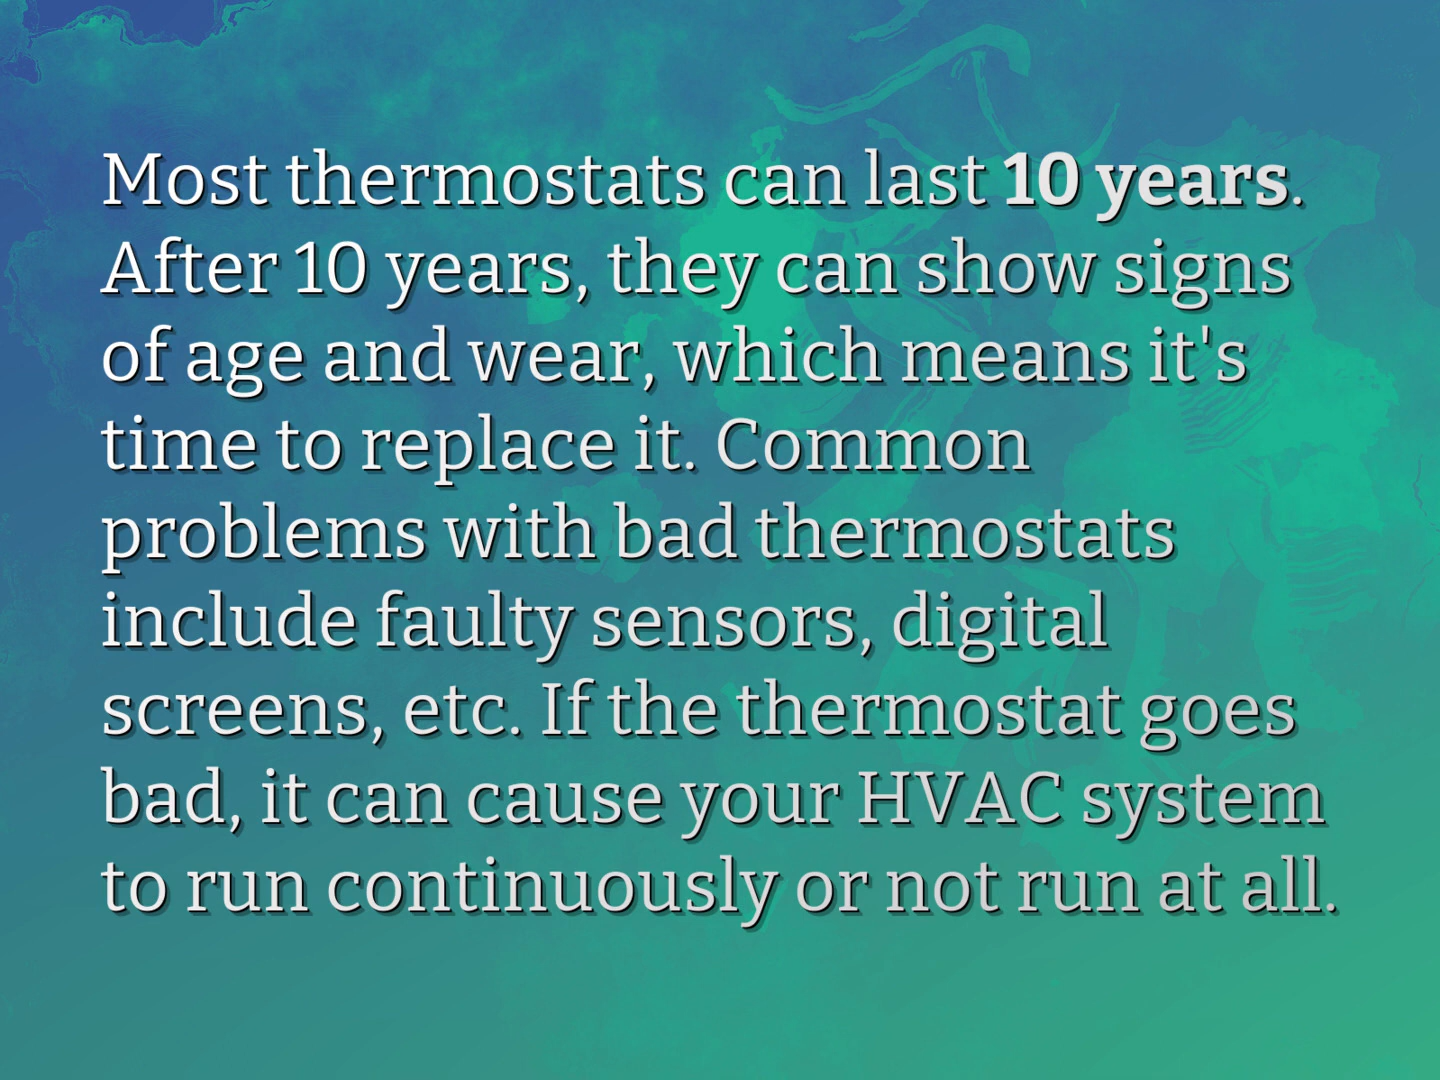 Most thermostats can last 10 years.
After 10 years, they can show signs
of age and wear, which means it's
time to replace it. Common
problems with bad thermostats
include faulty sensors, digital
screens, etc. If the thermostat goes
bad, it can cause your HVAC system
to run continuously or not run at all.